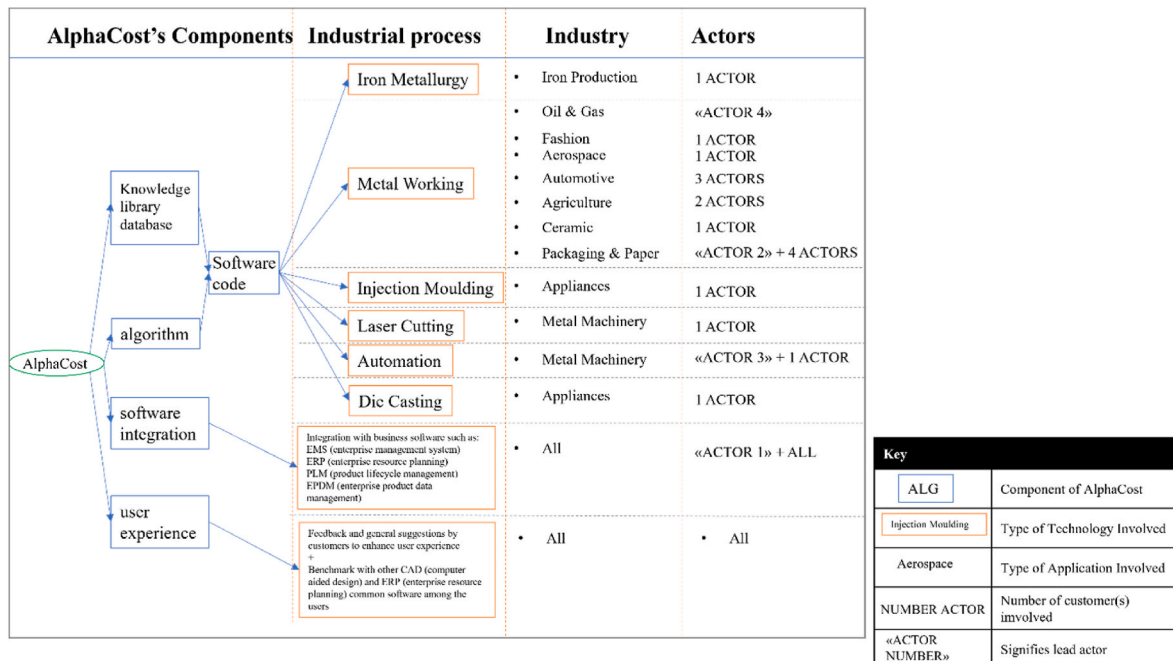 AlphaCost's Components Industrial process Industry Actors
Iron Metallurgy
• Iron Production
1 ACTOR
• Oil & Gas
«ACTOR 4»
• Fashion
1 ACTOR
• Aerospace
1 ACTOR
Metal Working
• Automotive
3 ACTORS
• Agriculture
2 ACTORS
• Ceramic
1 ACTOR
• Packaging & Paper
«ACTOR 2» + 4 ACTORS
Knowledge
library
database
Software
code
Injection Moulding
• Appliances
1 ACTOR
algorithm
Laser Cutting
• Metal Machinery
1 ACTOR
AlphaCost
Automation
• Metal Machinery
«ACTOR 3» + 1 ACTOR
Die Casting
• Appliances
1 ACTOR
software
integration
Integration with business software such as:
EMS (enterprise management system)
ERP (enterprise resource planning)
PLM (product lifecycle management)
EPDM (enterprise product data
management)
• All
«ACTOR 1» + ALL
user
experience
Feedback and general suggestions by
customers to enhance user experience
+
Benchmark with other CAD (computer
aided design) and ERP (enterprise resource
planning) common software among the
users
• All
• All
Key
ALG
Component of AlphaCost
Injection Moulding
Type of Technology Involved
Aerospace
Type of Application Involved
NUMBER ACTOR
Number of customer(s)
imvolved
«ACTOR
NUMBER»
Signifies lead actor